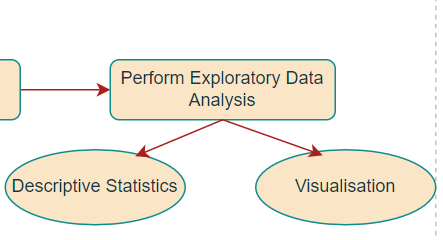 Perform Exploratory Data
Analysis
Descriptive Statistics
Visualisation